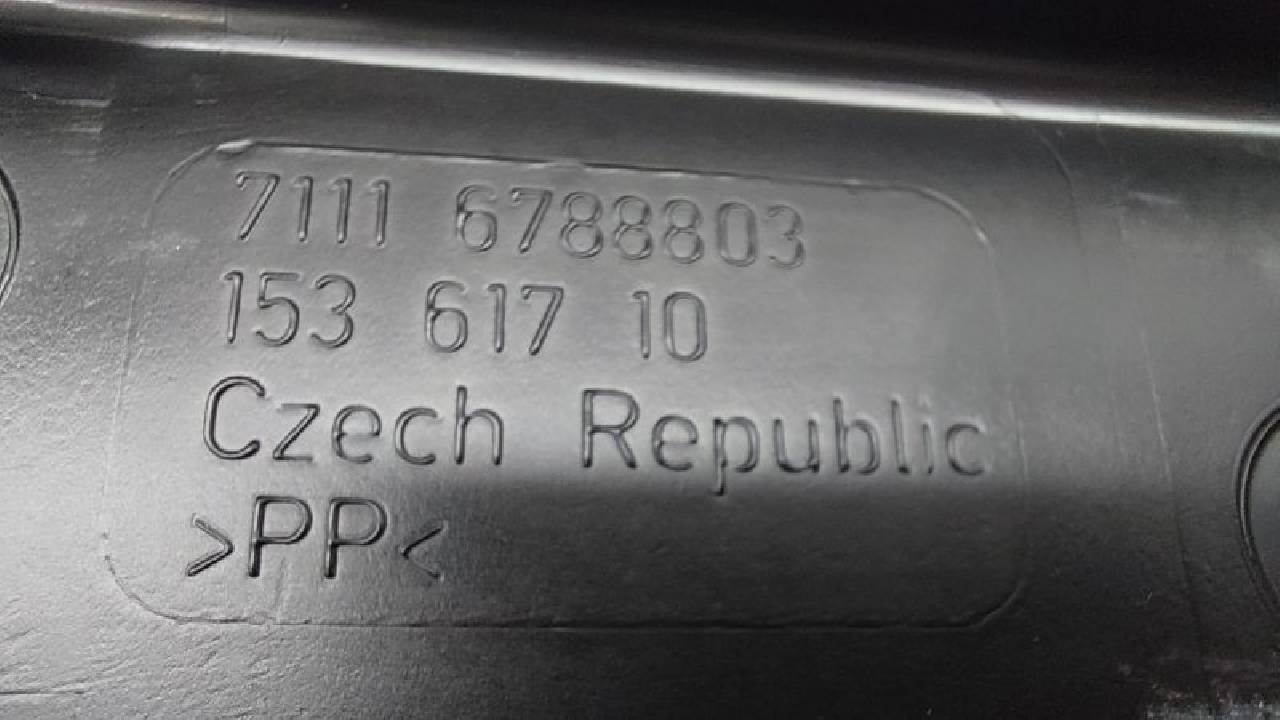 7111 6788803
153 617 10
Czech Republic
>PP<